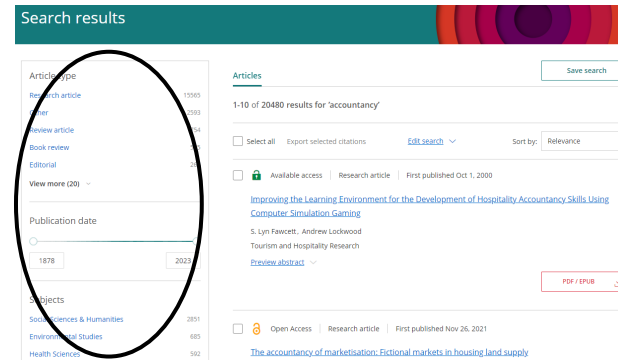 Search results
Article type
Research article 15565
Other 2593
Review article
Book review
Editorial
View more (20)
Publication date
1878 2023
Subjects
Social Sciences & Humanities 2851
Environmental Studies 685
Health Sciences 592
Articles
Save search
1-10 of 20480 results for 'accountancy'
Select all Export selected citations Edit search Sort by: Relevance
Available access Research article First published Oct 1, 2000
Improving the Learning Environment for the Development of Hospitality Accountancy Skills Using
Computer Simulation Gaming
S. Lyn Fawcett, Andrew Lockwood
Tourism and Hospitality Research
Preview abstract
PDF / EPUB
Open Access Research article First published Nov 26, 2021
The accountancy of marketisation: Fictional markets in housing land supply